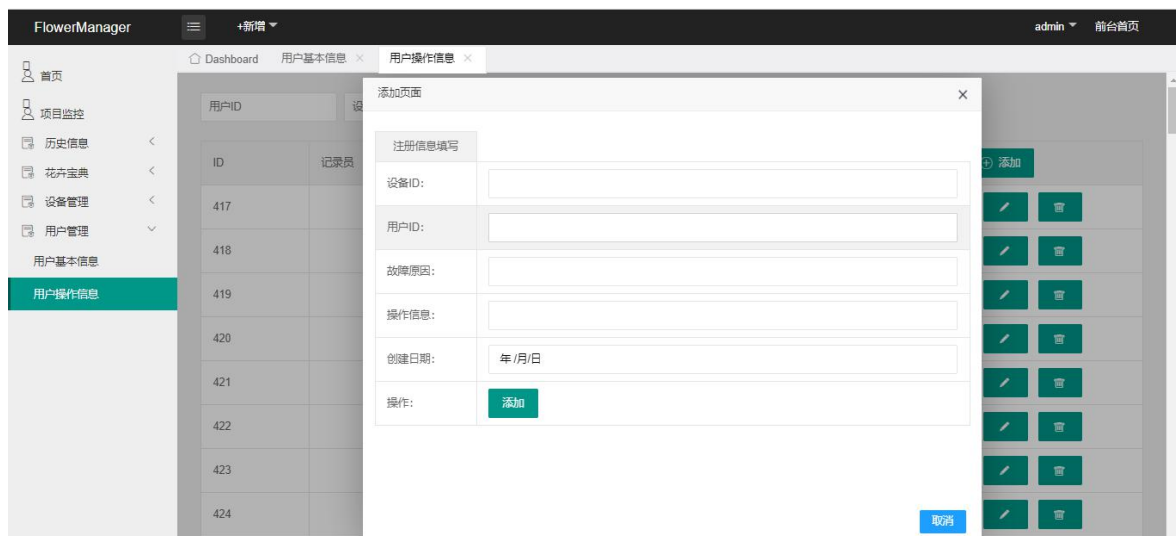 FlowerManager +新增 admin 前台首页
Dashboard 用户基本信息 用户操作信息
首页
项目监控
历史信息
花卉宝典
设备管理
用户管理
用户基本信息
用户操作信息
用户ID 设
ID 记录员 添加
417
418
419
420
421
422
423
424
添加页面
注册信息填写
设备ID:
用户ID:
故障原因:
操作信息:
创建日期: 年/月/日
操作: 添加
取消